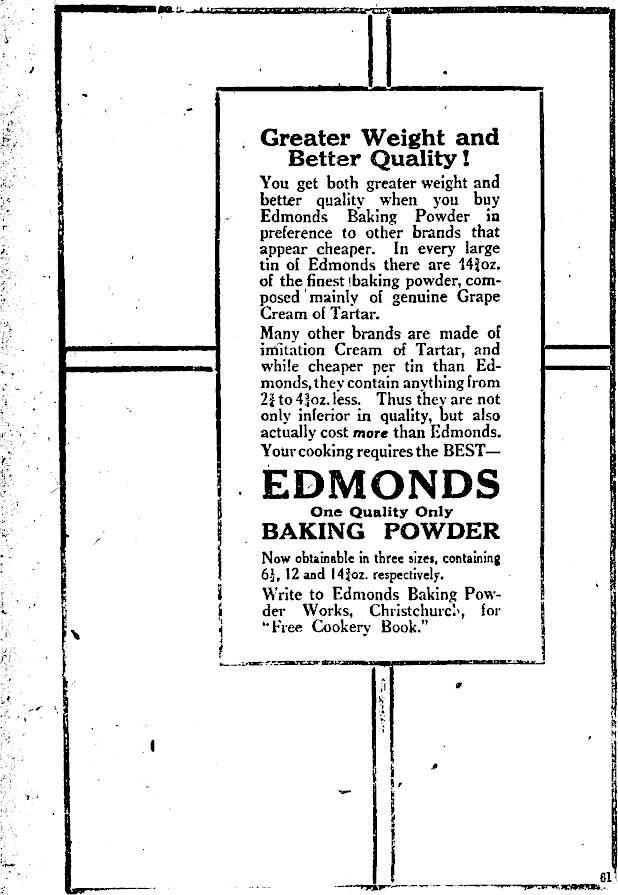 Greater Weight and
Better Quality!
You get both greater weight and
better quality when you buy
Edmonds Baking Powder in
preference to other brands that
appear cheaper. In every large
tin of Edmonds there are 14¾oz.
of the finest baking powder, com-
posed mainly of genuine Grape
Cream of Tartar.
Many other brands are made of
imitation Cream of Tartar, and
while cheaper per tin than Ed-
monds, they contain anything from
2¾ to 4¾oz. less. Thus they are not
only inferior in quality, but also
actually cost more than Edmonds.
Your cooking requires the BEST—
EDMONDS
One Quality Only
BAKING POWDER
Now obtainable in three sizes, containing
6½, 12 and 14¾oz. respectively.
Write to Edmonds Baking Pow-
der Works, Christchurch, for
"Free Cookery Book."
61